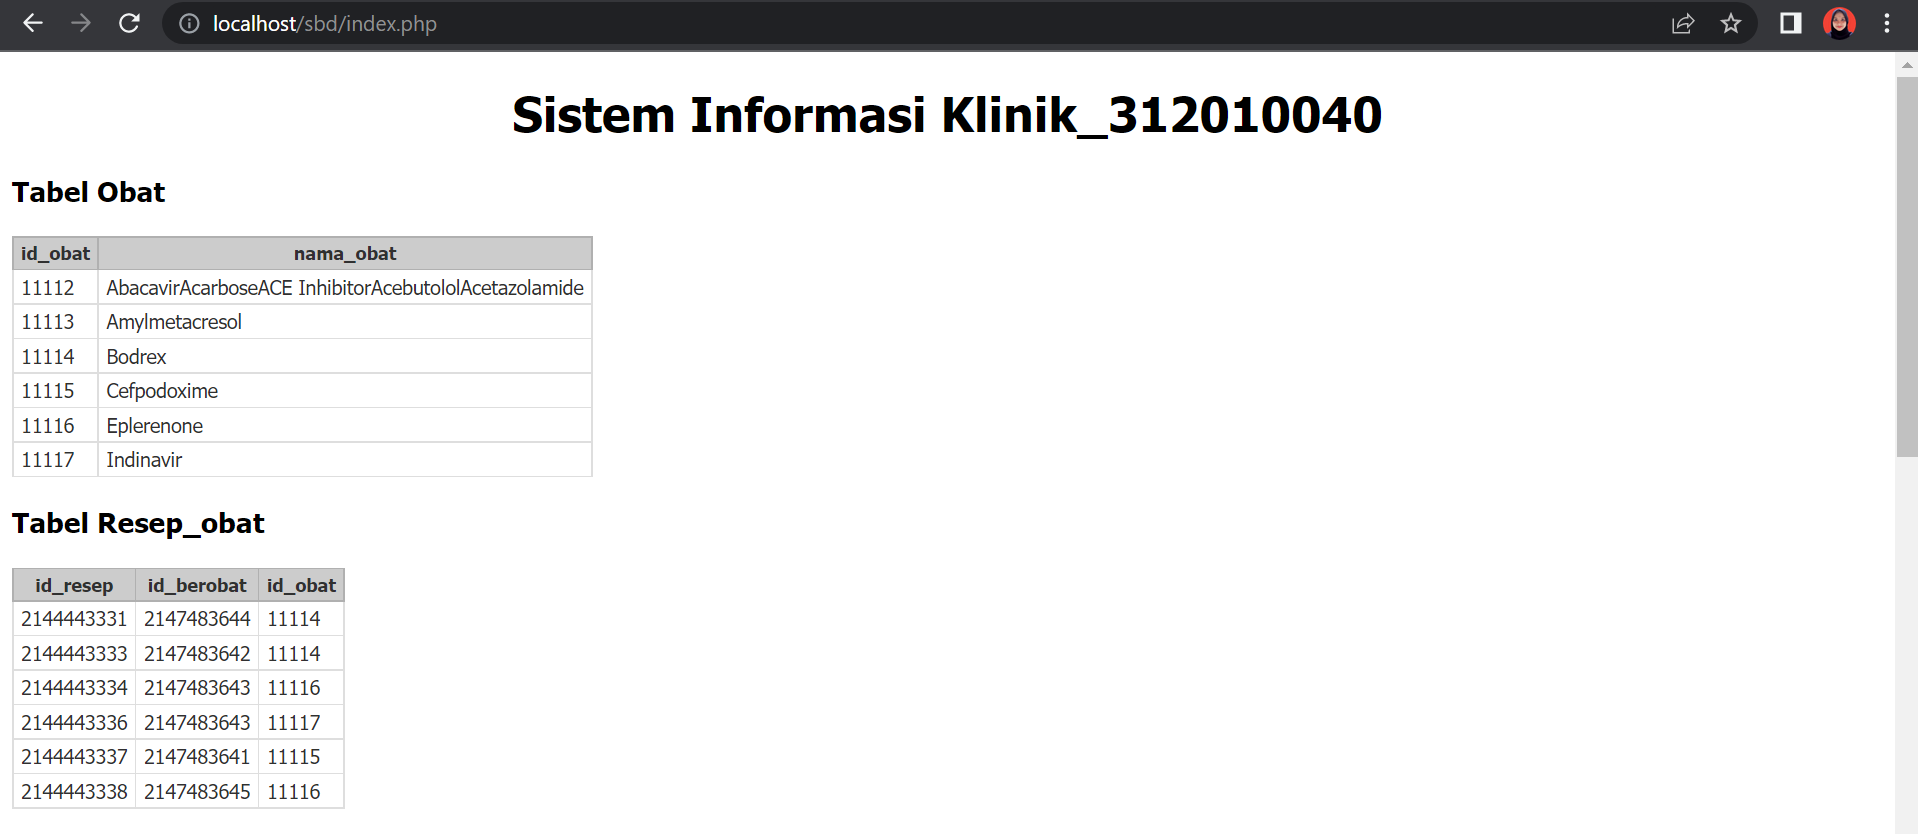 localhost/sbd/index.php
Sistem Informasi Klinik_312010040
Tabel Obat
id_obat nama_obat
11112 AbacavirAcarboseACE InhibitorAcebutololAcetazolamide
11113 Amylmetacresol
11114 Bodrex
11115 Cefpodoxime
11116 Eplerenone
11117 Indinavir
Tabel Resep_obat
id_resep id_berobat id_obat
2144443331 2147483644 11114
2144443333 2147483642 11114
2144443334 2147483643 11116
2144443336 2147483643 11117
2144443337 2147483641 11115
2144443338 2147483645 11116